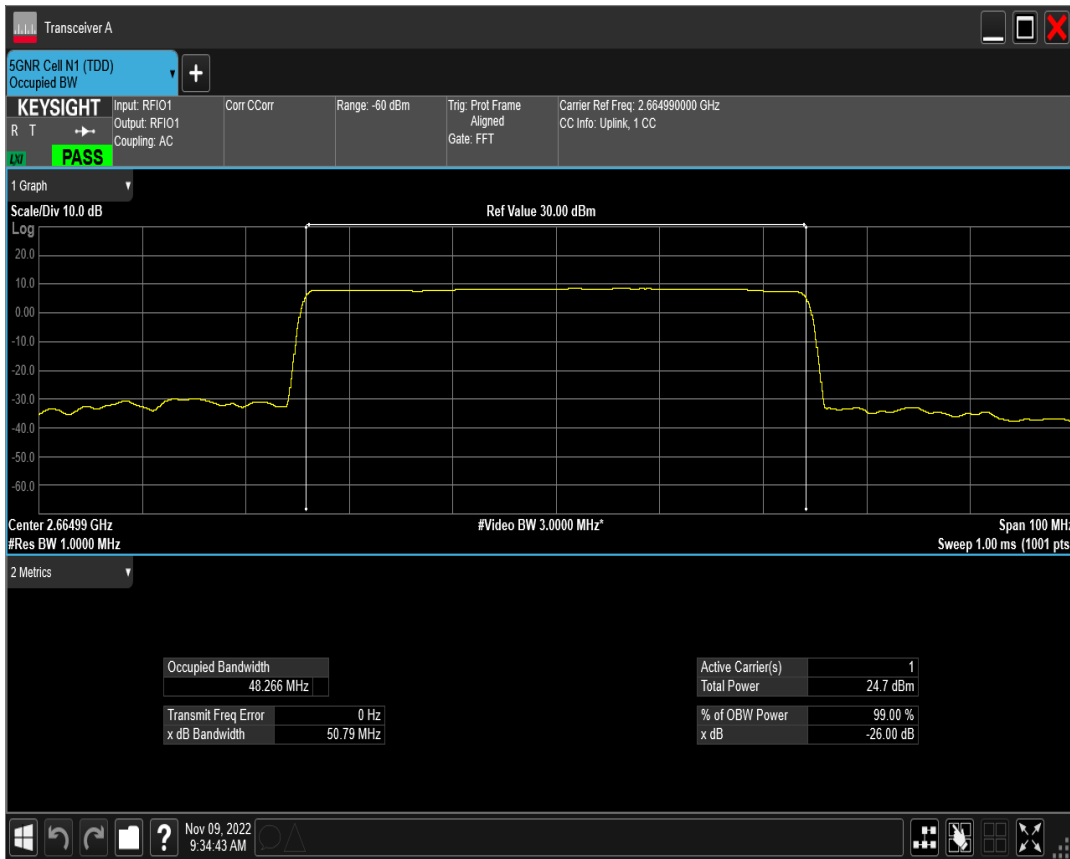 Transceiver A
5GNR Cell N1 (TDD)
Occupied BW
+
KEYSIGHT
R T
LXI
PASS
Input: RFIO1
Output: RFIO1
Coupling: AC
Corr CCorr
Range: -60 dBm
Trig: Prot Frame
Aligned
Gate: FFT
Carrier Ref Freq: 2.664990000 GHz
CC Info: Uplink, 1 CC
1 Graph
Scale/Div 10.0 dB
Ref Value 30.00 dBm
Log
20.0
10.0
0.00
-10.0
-20.0
-30.0
-40.0
-50.0
-60.0
Center 2.66499 GHz
#Video BW 3.0000 MHz*
Span 100 MHz
#Res BW 1.0000 MHz
Sweep 1.00 ms (1001 pts
2 Metrics
Occupied Bandwidth
48.266 MHz
Transmit Freq Error 0 Hz
x dB Bandwidth 50.79 MHz
Active Carrier(s) 1
Total Power 24.7 dBm
% of OBW Power 99.00 %
x dB -26.00 dB
?
Nov 09, 2022
9:34:43 AM